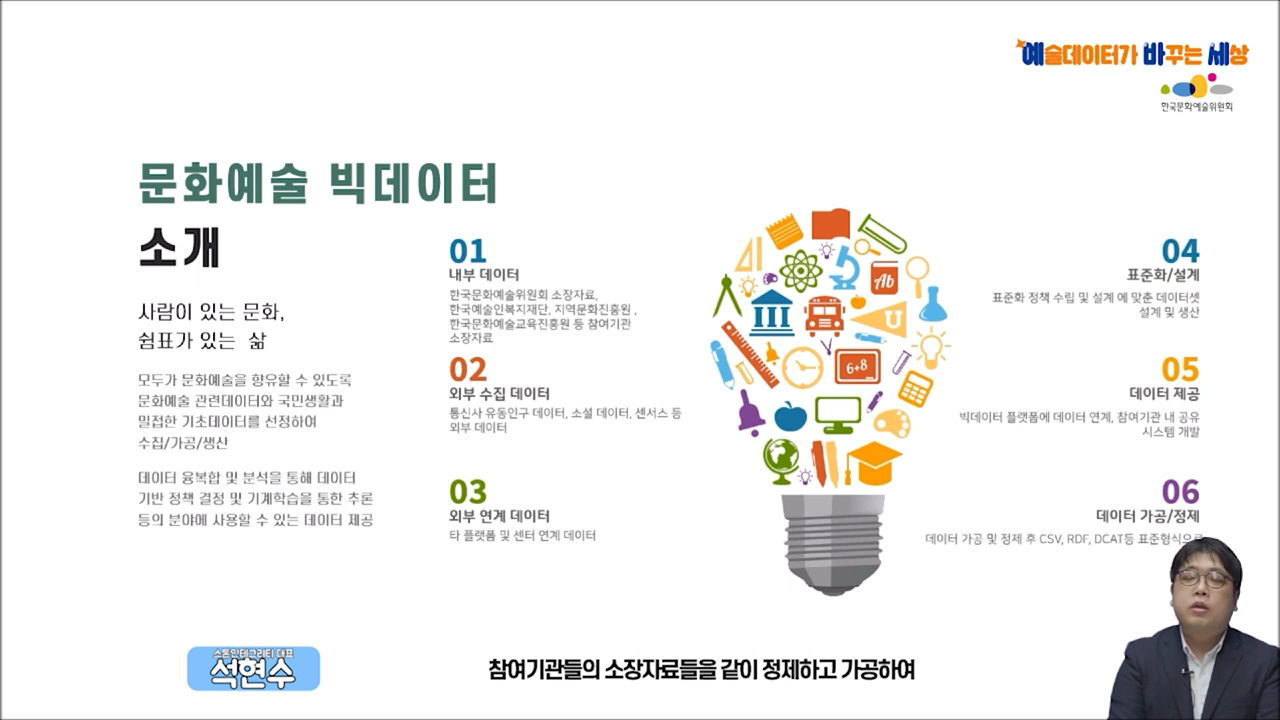 예술데이터가 바꾸는 세상
한국문화예술위원회
문화예술 빅데이터
소개
사람이 있는 문화,
쉼표가 있는 삶
모두가 문화예술을 향유할 수 있도록
문화예술 관련데이터와 국민생활과
밀접한 기초데이터를 선정하여
수집/가공/생산
데이터 융복합 및 분석을 통해 데이터
기반 정책 결정 및 기계학습을 통한 추론
등의 분야에 사용할 수 있는 데이터 제공
01
내부 데이터
한국문화예술위원회 소장자료,
한국예술인복지재단, 지역문화진흥원 ,
한국문화예술교육진흥원 등 참여기관
소장자료
02
외부 수집 데이터
통신사 유동인구 데이터, 소셜 데이터, 센서스 등
외부 데이터
03
외부 연계 데이터
타 플랫폼 및 센터 연계 데이터
Ab
U
6+8
04
표준화/설계
표준화 정책 수립 및 설계 에 맞춘 데이터셋
설계 및 생산
05
데이터 제공
빅데이터 플랫폼에 데이터 연계, 참여기관 내 공유
시스템 개발
06
데이터 가공/정제
데이터 가공 및 정제 후 CSV, RDF, DCAT등 표준형식으로
스톤인테그리티 대표
석현수
참여기관들의 소장자료들을 같이 정제하고 가공하여